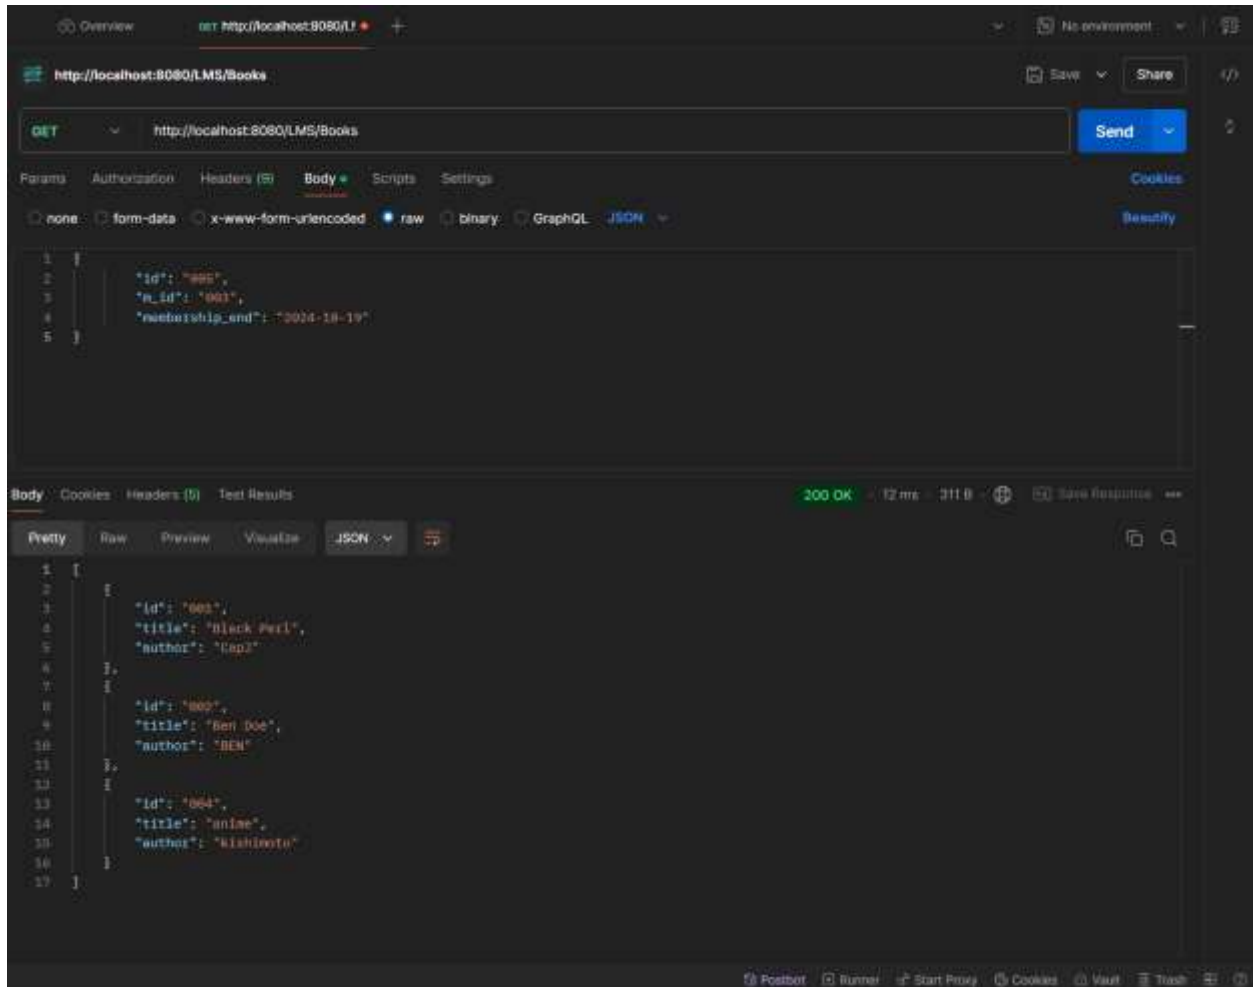 Overview
GET http://localhost:8080/L
No environment
http://localhost:8080/LMS/Books
Save
Share
GET
http://localhost:8080/LMS/Books
Send
Params Authorization Headers (9) Body Scripts Settings
Cookies
none form-data x-www-form-urlencoded raw binary GraphQL JSON
Beautify
1
2 "id": "005",
3 "m_id": "003",
4 "membership_end": "2024-10-19"
5 }
Body Cookies Headers (5) Test Results
200 OK 12 ms 311 B Save Response
Pretty Raw Preview Visualize JSON
1 [
2 {
3 "id": "001",
4 "title": "Black Perl",
5 "author": "CapJ"
6 },
7 {
8 "id": "002",
9 "title": "Ben Doe",
10 "author": "BEN"
11 },
12 {
13 "id": "004",
14 "title": "anime",
15 "author": "kishimoto"
16 }
17 ]
Postbot Runner Start Proxy Cookies Vault Trash